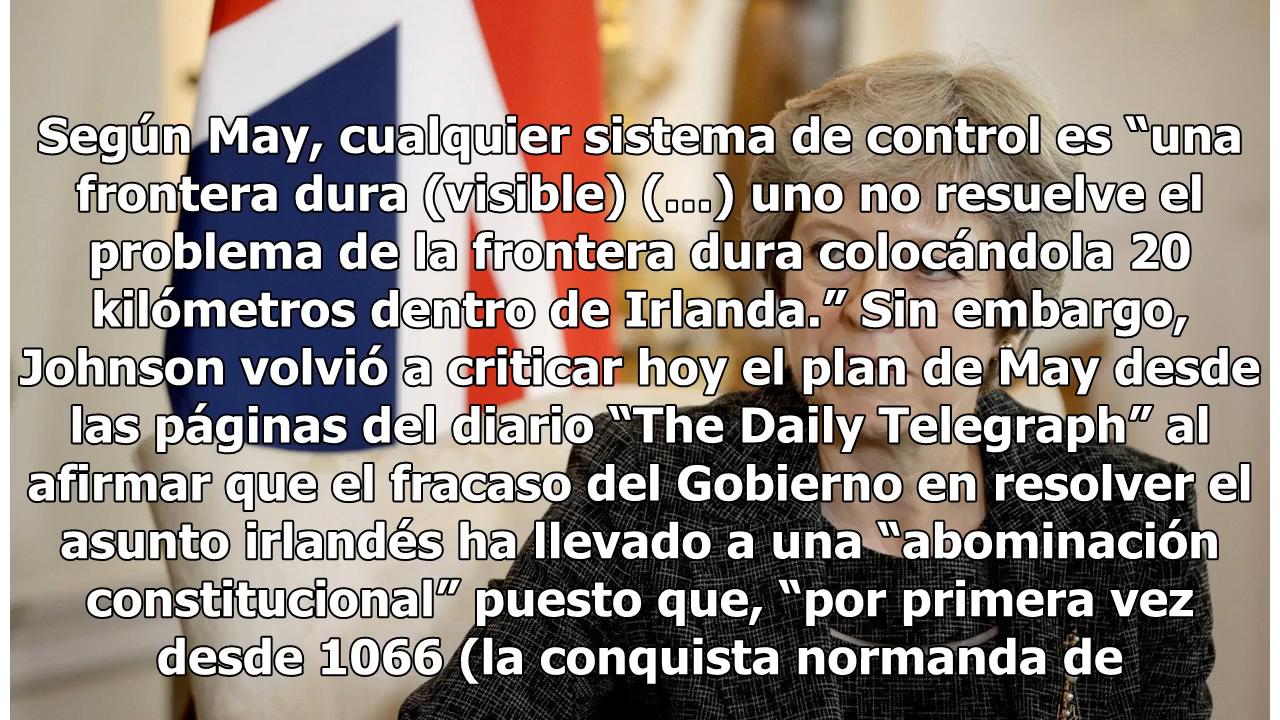 Según May, cualquier sistema de control es “una
frontera dura (visible) (...) uno no resuelve el
problema de la frontera dura colocándola 20
kilómetros dentro de Irlanda.” Sin embargo,
Johnson volvió a criticar hoy el plan de May desde
las páginas del diario “The Daily Telegraph” al
afirmar que el fracaso del Gobierno en resolver el
asunto irlandés ha llevado a una “abominación
constitucional” puesto que, “por primera vez
desde 1066 (la conquista normanda de